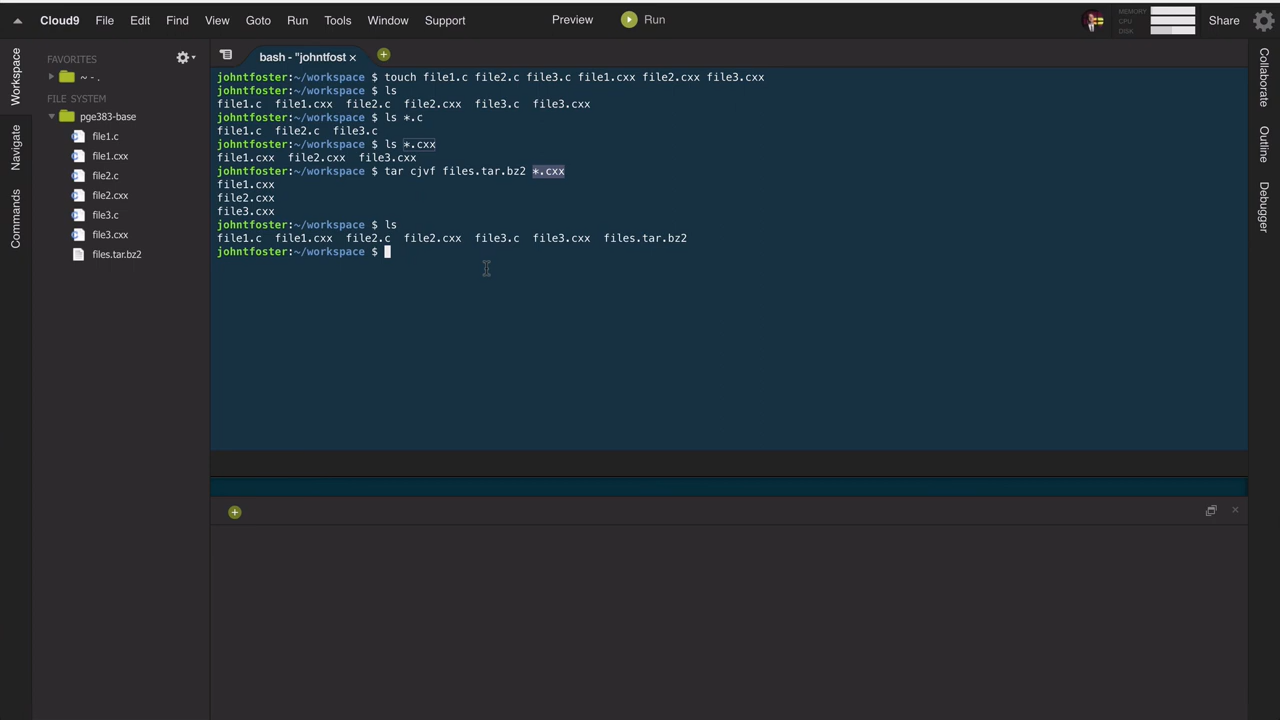 Cloud9 File Edit Find View Goto Run Tools Window Support Preview Run MEMORY CPU DISK Share
Workspace
Navigate
Commands
FAVORITES
~ - .
FILE SYSTEM
pge383-base
file1.c
file1.cxx
file2.c
file2.cxx
file3.c
file3.cxx
files.tar.bz2
bash - "johntfost ×
johntfoster:~/workspace $ touch file1.c file2.c file3.c file1.cxx file2.cxx file3.cxx
johntfoster:~/workspace $ ls
file1.c file1.cxx file2.c file2.cxx file3.c file3.cxx
johntfoster:~/workspace $ ls *.c
file1.c file2.c file3.c
johntfoster:~/workspace $ ls *.cxx
file1.cxx file2.cxx file3.cxx
johntfoster:~/workspace $ tar cjvf files.tar.bz2 *.cxx
file1.cxx
file2.cxx
file3.cxx
johntfoster:~/workspace $ ls
file1.c file1.cxx file2.c file2.cxx file3.c file3.cxx files.tar.bz2
johntfoster:~/workspace $
Collaborate
Outline
Debugger